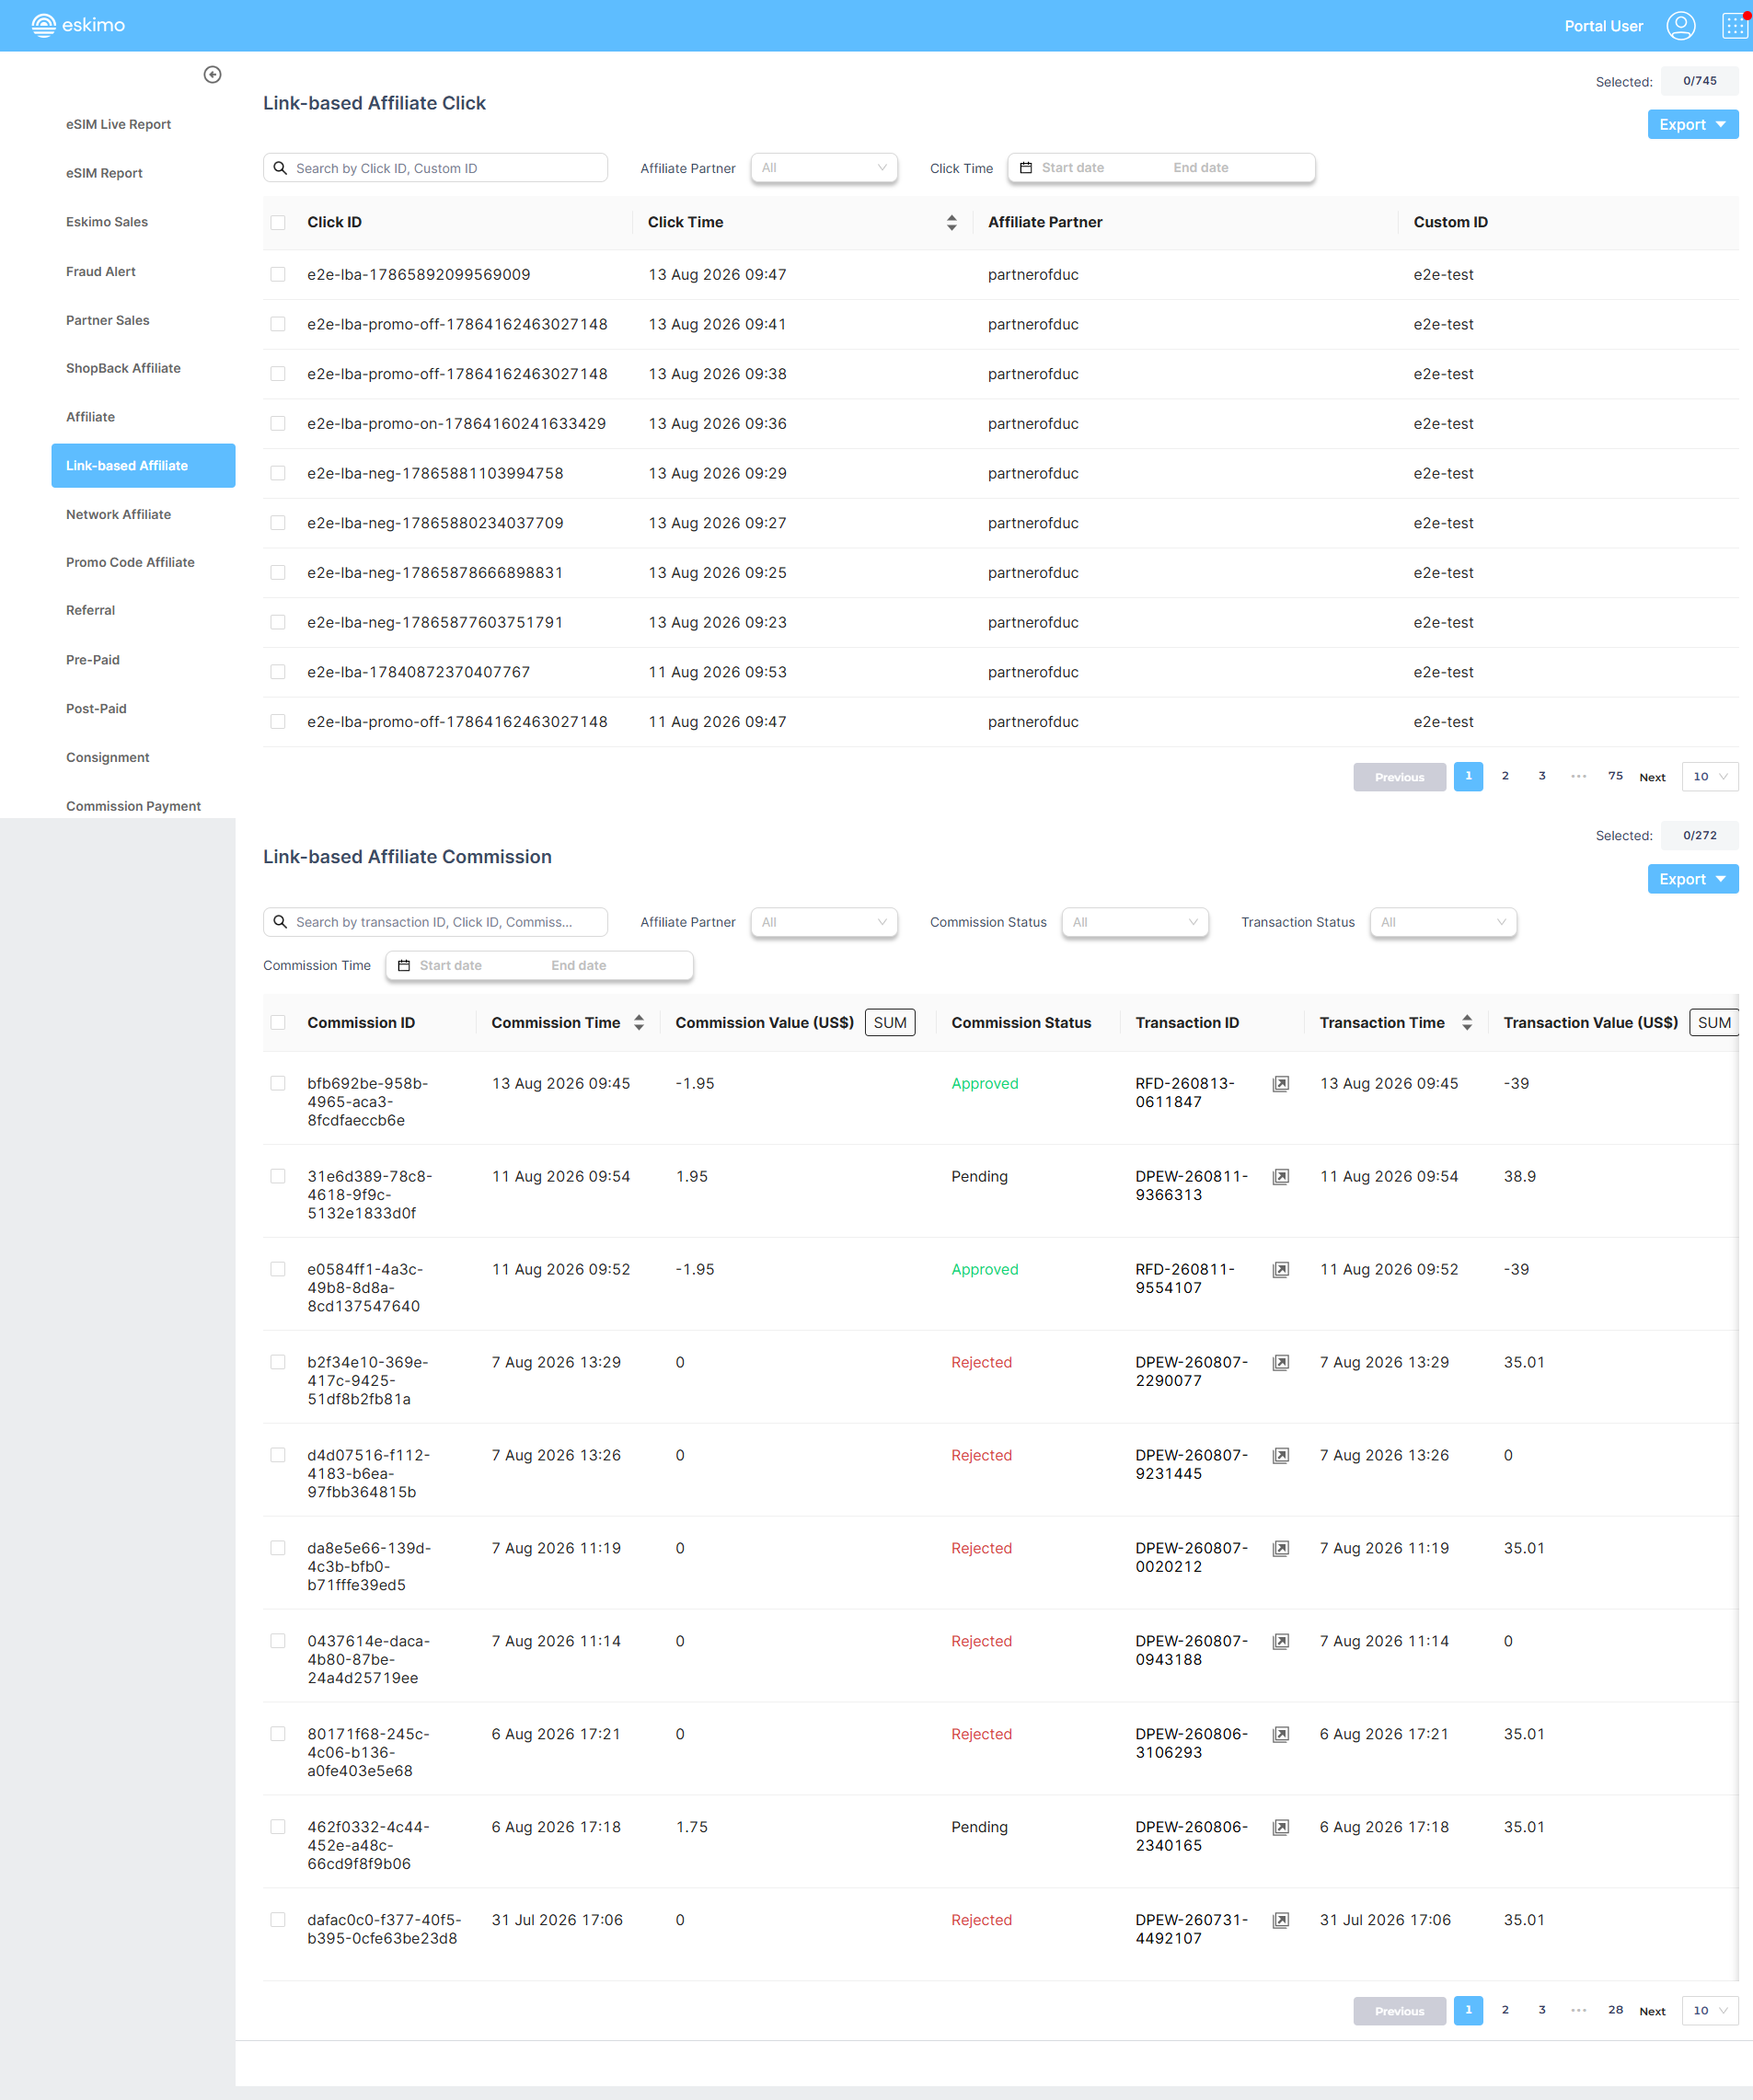 eskimo
Portal User
eSIM Live Report
eSIM Report
Eskimo Sales
Fraud Alert
Partner Sales
ShopBack Affiliate
Affiliate
Link-based Affiliate
Network Affiliate
Promo Code Affiliate
Referral
Pre-Paid
Post-Paid
Consignment
Commission Payment
Selected: 0/745
Link-based Affiliate Click
Export
Search by Click ID, Custom ID Affiliate Partner All Click Time Start date End date
Click ID Click Time Affiliate Partner Custom ID
e2e-lba-17865892099569009 13 Aug 2026 09:47 partnerofduc e2e-test
e2e-lba-promo-off-17864162463027148 13 Aug 2026 09:41 partnerofduc e2e-test
e2e-lba-promo-off-17864162463027148 13 Aug 2026 09:38 partnerofduc e2e-test
e2e-lba-promo-on-17864160241633429 13 Aug 2026 09:36 partnerofduc e2e-test
e2e-lba-neg-17865881103994758 13 Aug 2026 09:29 partnerofduc e2e-test
e2e-lba-neg-17865880234037709 13 Aug 2026 09:27 partnerofduc e2e-test
e2e-lba-neg-17865878666898831 13 Aug 2026 09:25 partnerofduc e2e-test
e2e-lba-neg-17865877603751791 13 Aug 2026 09:23 partnerofduc e2e-test
e2e-lba-17840872370407767 11 Aug 2026 09:53 partnerofduc e2e-test
e2e-lba-promo-off-17864162463027148 11 Aug 2026 09:47 partnerofduc e2e-test
Previous 1 2 3 ••• 75 Next 10
Selected: 0/272
Link-based Affiliate Commission
Export
Search by transaction ID, Click ID, Commiss... Affiliate Partner All Commission Status All Transaction Status All
Commission Time Start date End date
Commission ID Commission Time Commission Value (US$) SUM Commission Status Transaction ID Transaction Time Transaction Value (US$) SUM
bfb692be-958b- 13 Aug 2026 09:45 -1.95 Approved RFD-260813- 13 Aug 2026 09:45 -39
4965-aca3- 0611847
8fcdfaeccb6e
31e6d389-78c8- 11 Aug 2026 09:54 1.95 Pending DPEW-260811- 11 Aug 2026 09:54 38.9
4618-9f9c- 9366313
5132e1833d0f
e0584ff1-4a3c- 11 Aug 2026 09:52 -1.95 Approved RFD-260811- 11 Aug 2026 09:52 -39
49b8-8d8a- 9554107
8cd137547640
b2f34e10-369e- 7 Aug 2026 13:29 0 Rejected DPEW-260807- 7 Aug 2026 13:29 35.01
417c-9425- 2290077
51df8b2fb81a
d4d07516-f112- 7 Aug 2026 13:26 0 Rejected DPEW-260807- 7 Aug 2026 13:26 0
4183-b6ea- 9231445
97fbb364815b
da8e5e66-139d- 7 Aug 2026 11:19 0 Rejected DPEW-260807- 7 Aug 2026 11:19 35.01
4c3b-bfb0- 0020212
b71fffe39ed5
0437614e-daca- 7 Aug 2026 11:14 0 Rejected DPEW-260807- 7 Aug 2026 11:14 0
4b80-87be- 0943188
24a4d25719ee
80171f68-245c- 6 Aug 2026 17:21 0 Rejected DPEW-260806- 6 Aug 2026 17:21 35.01
4c06-b136- 3106293
a0fe403e5e68
462f0332-4c44- 6 Aug 2026 17:18 1.75 Pending DPEW-260806- 6 Aug 2026 17:18 35.01
452e-a48c- 2340165
66cd9f8f9b06
dafac0c0-f377-40f5- 31 Jul 2026 17:06 0 Rejected DPEW-260731- 31 Jul 2026 17:06 35.01
b395-0cfe63be23d8 4492107
Previous 1 2 3 ••• 28 Next 10